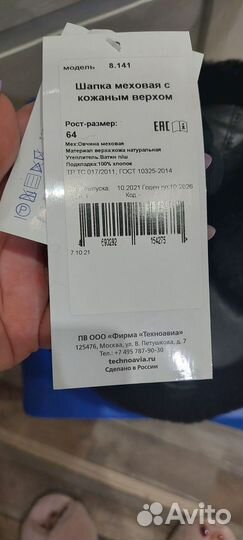 модель 8.141
Шапка меховая с
кожаным верхом
Рост-размер:
64
EAC
Мех:Овчина меховая
Материал верха:кожа натуральная
Утеплитель:Ватин п/ш
Подкладка:100% хлопок
ТР ТС 017/2011, ГОСТ 10325-2014
выпуска: 10.2021 Годен до:10.2026
Код
7.10.21
ПВ ООО «Фирма «Техноавиа»
125476, Москва, ул. В. Петушкова, д. 7
Тел.: +7 495 787-90-30
technoavia.ru
Сделано в России
Avito